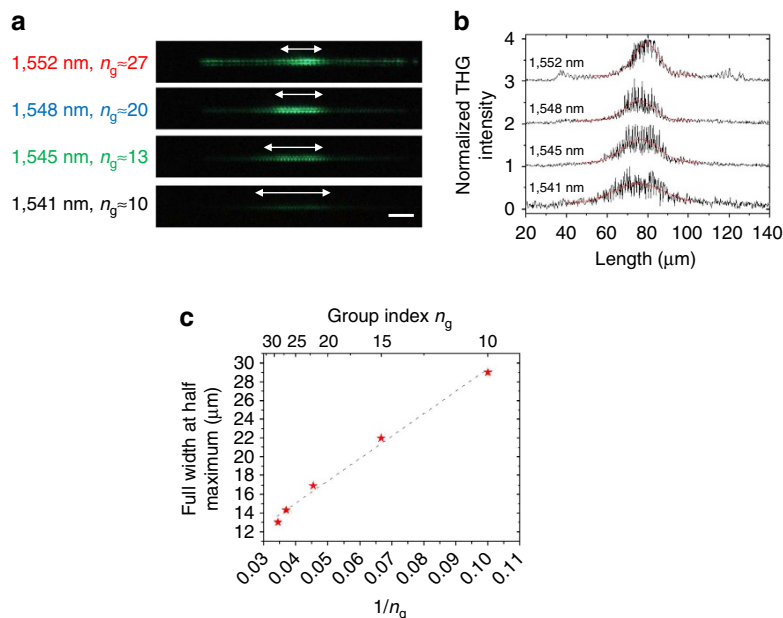 a
1,552 nm, ng≈27
1,548 nm, ng≈20
1,545 nm, ng≈13
1,541 nm, ng≈10
b
Normalized THG
intensity
4
3
2
1
0
1,552 nm
1,548 nm
1,545 nm
1,541 nm
20 40 60 80 100 120 140
Length (μm)
c
Group index ng
30 25 20 15 10
Full width at half
maximum (μm)
30
28
26
24
22
20
18
16
14
12
0.03 0.04 0.05 0.06 0.07 0.08 0.09 0.10 0.11
1/ng